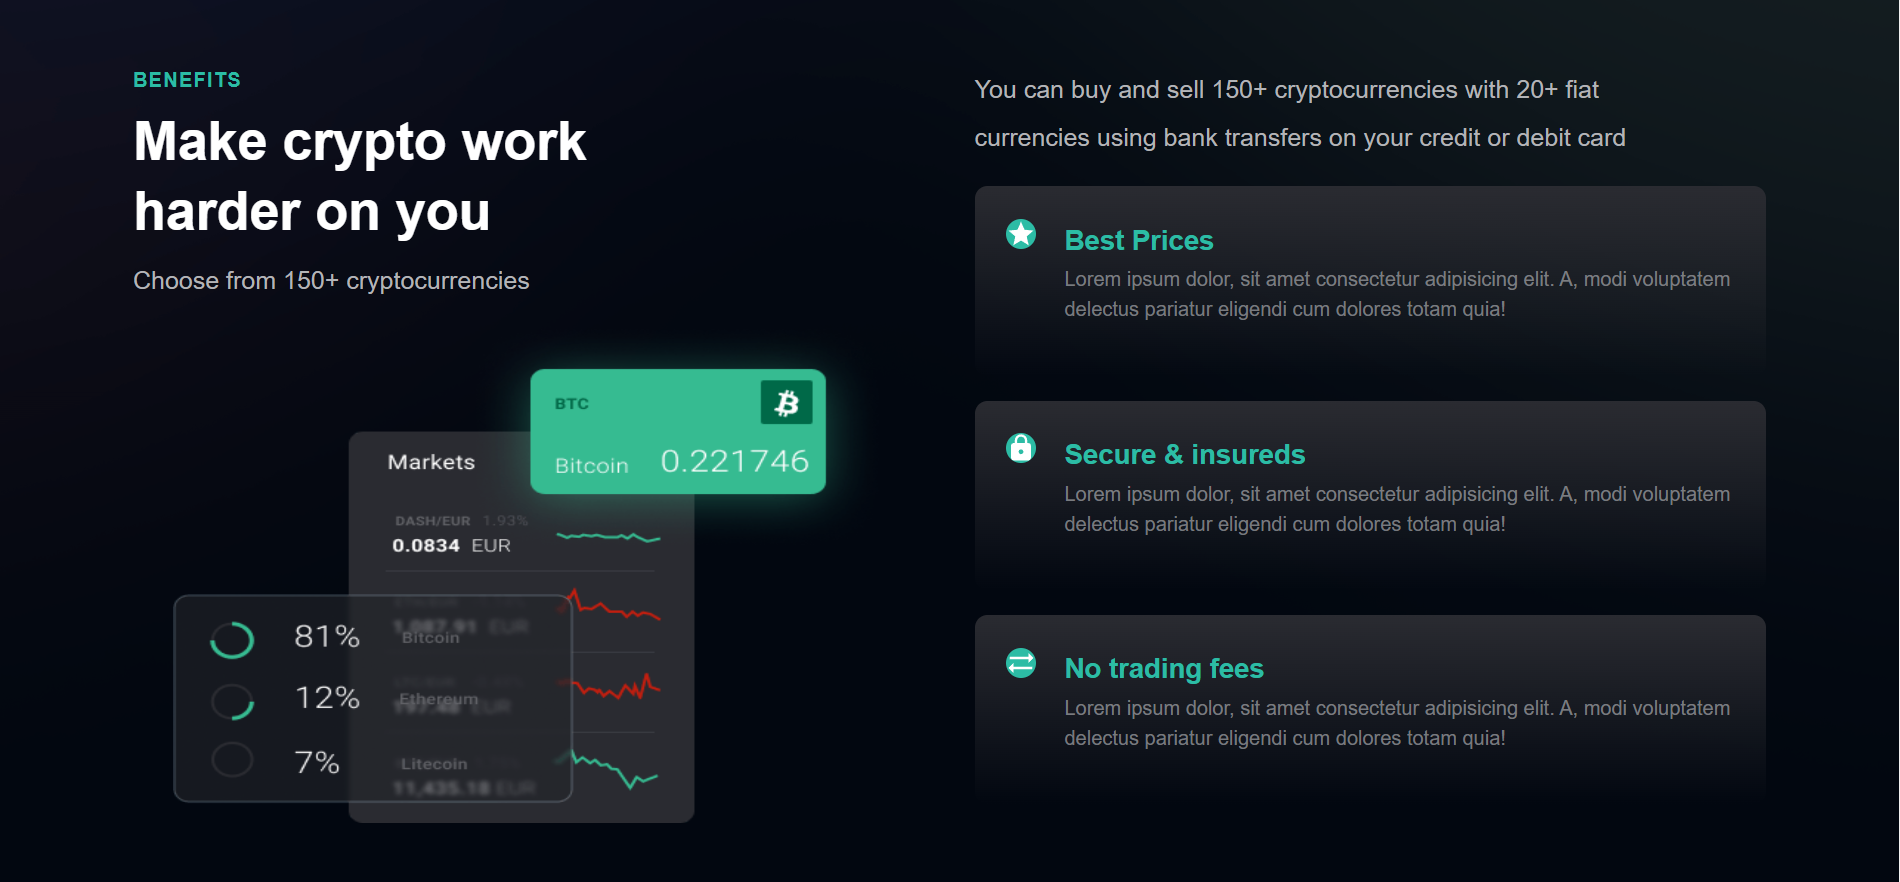 BENEFITS
Make crypto work
harder on you
Choose from 150+ cryptocurrencies
BTC
Bitcoin 0.221746
Markets
DASH/EUR 1.93%
0.0834 EUR
1,087.91 EUR
81% Bitcoin
12% Ethereum
197.48 EUR
7% Litecoin
11,435.18 EUR
You can buy and sell 150+ cryptocurrencies with 20+ fiat
currencies using bank transfers on your credit or debit card
Best Prices
Lorem ipsum dolor, sit amet consectetur adipisicing elit. A, modi voluptatem
delectus pariatur eligendi cum dolores totam quia!
Secure & insureds
Lorem ipsum dolor, sit amet consectetur adipisicing elit. A, modi voluptatem
delectus pariatur eligendi cum dolores totam quia!
No trading fees
Lorem ipsum dolor, sit amet consectetur adipisicing elit. A, modi voluptatem
delectus pariatur eligendi cum dolores totam quia!